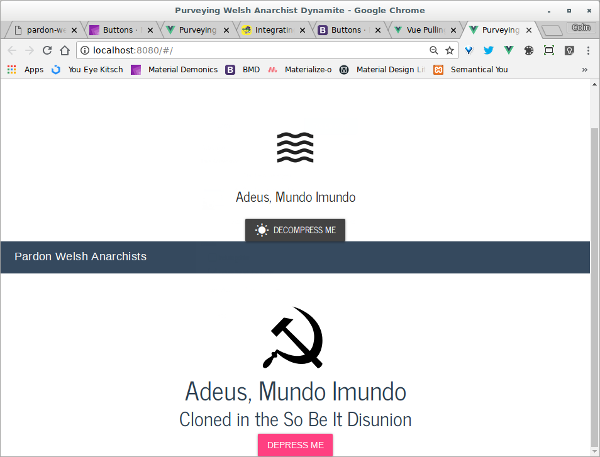 Purveying Welsh Anarchist Dynamite - Google Chrome
pardon-we
Buttons ·
Purveying
Integratin
Buttons ·
Vue Pullin
Purveying
Colin
localhost:8080/#/
Apps
You Eye Kitsch
Material Demonics
BMD
Materialize-o
Material Design Li
Semantical You
»
Adeus, Mundo Imundo
DECOMPRESS ME
Pardon Welsh Anarchists
Adeus, Mundo Imundo
Cloned in the So Be It Disunion
DEPRESS ME